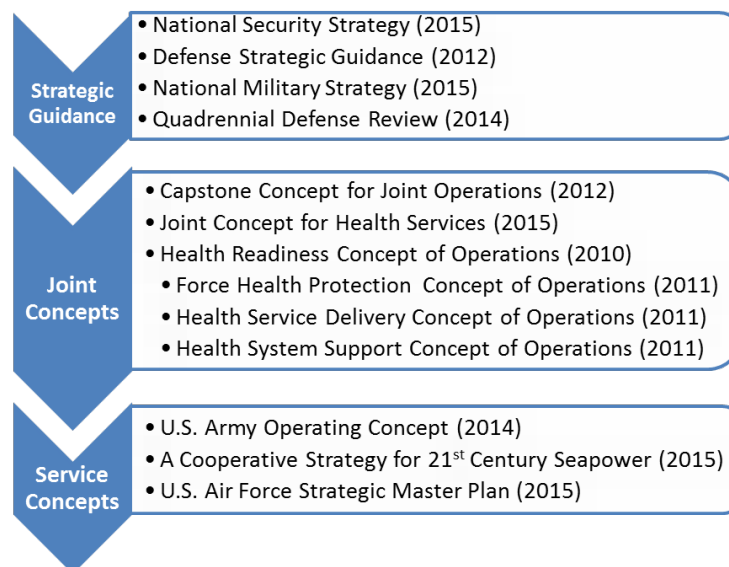 Strategic
Guidance
• National Security Strategy (2015)
• Defense Strategic Guidance (2012)
• National Military Strategy (2015)
• Quadrennial Defense Review (2014)
Joint
Concepts
• Capstone Concept for Joint Operations (2012)
• Joint Concept for Health Services (2015)
• Health Readiness Concept of Operations (2010)
• Force Health Protection Concept of Operations (2011)
• Health Service Delivery Concept of Operations (2011)
• Health System Support Concept of Operations (2011)
Service
Concepts
• U.S. Army Operating Concept (2014)
• A Cooperative Strategy for 21st Century Seapower (2015)
• U.S. Air Force Strategic Master Plan (2015)